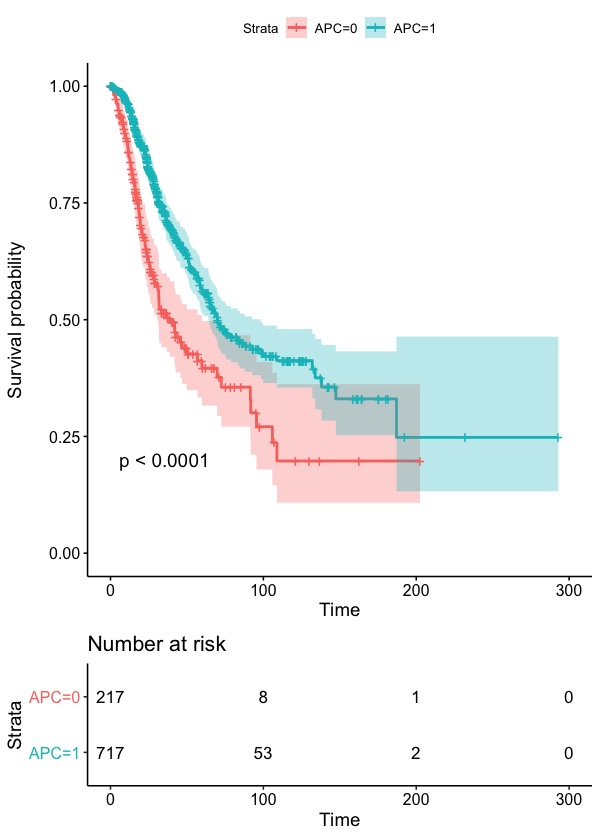 Strata APC=0 APC=1
1.00
0.75
0.50
0.25
0.00
Survival probability
p < 0.0001
0 100 200 300
Time
Number at risk
Strata
APC=0 217 8 1 0
APC=1 717 53 2 0
0 100 200 300
Time